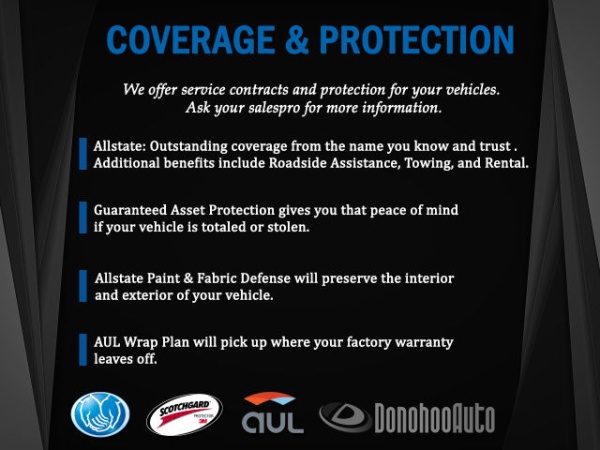 COVERAGE & PROTECTION
We offer service contracts and protection for your vehicles.
Ask your salespro for more information.
Allstate: Outstanding coverage from the name you know and trust .
Additional benefits include Roadside Assistance, Towing, and Rental.
Guaranteed Asset Protection gives you that peace of mind
if your vehicle is totaled or stolen.
Allstate Paint & Fabric Defense will preserve the interior
and exterior of your vehicle.
AUL Wrap Plan will pick up where your factory warranty
leaves off.
SCOTCHGARD
PROTECTOR
3M
aUL
DonohooAuto